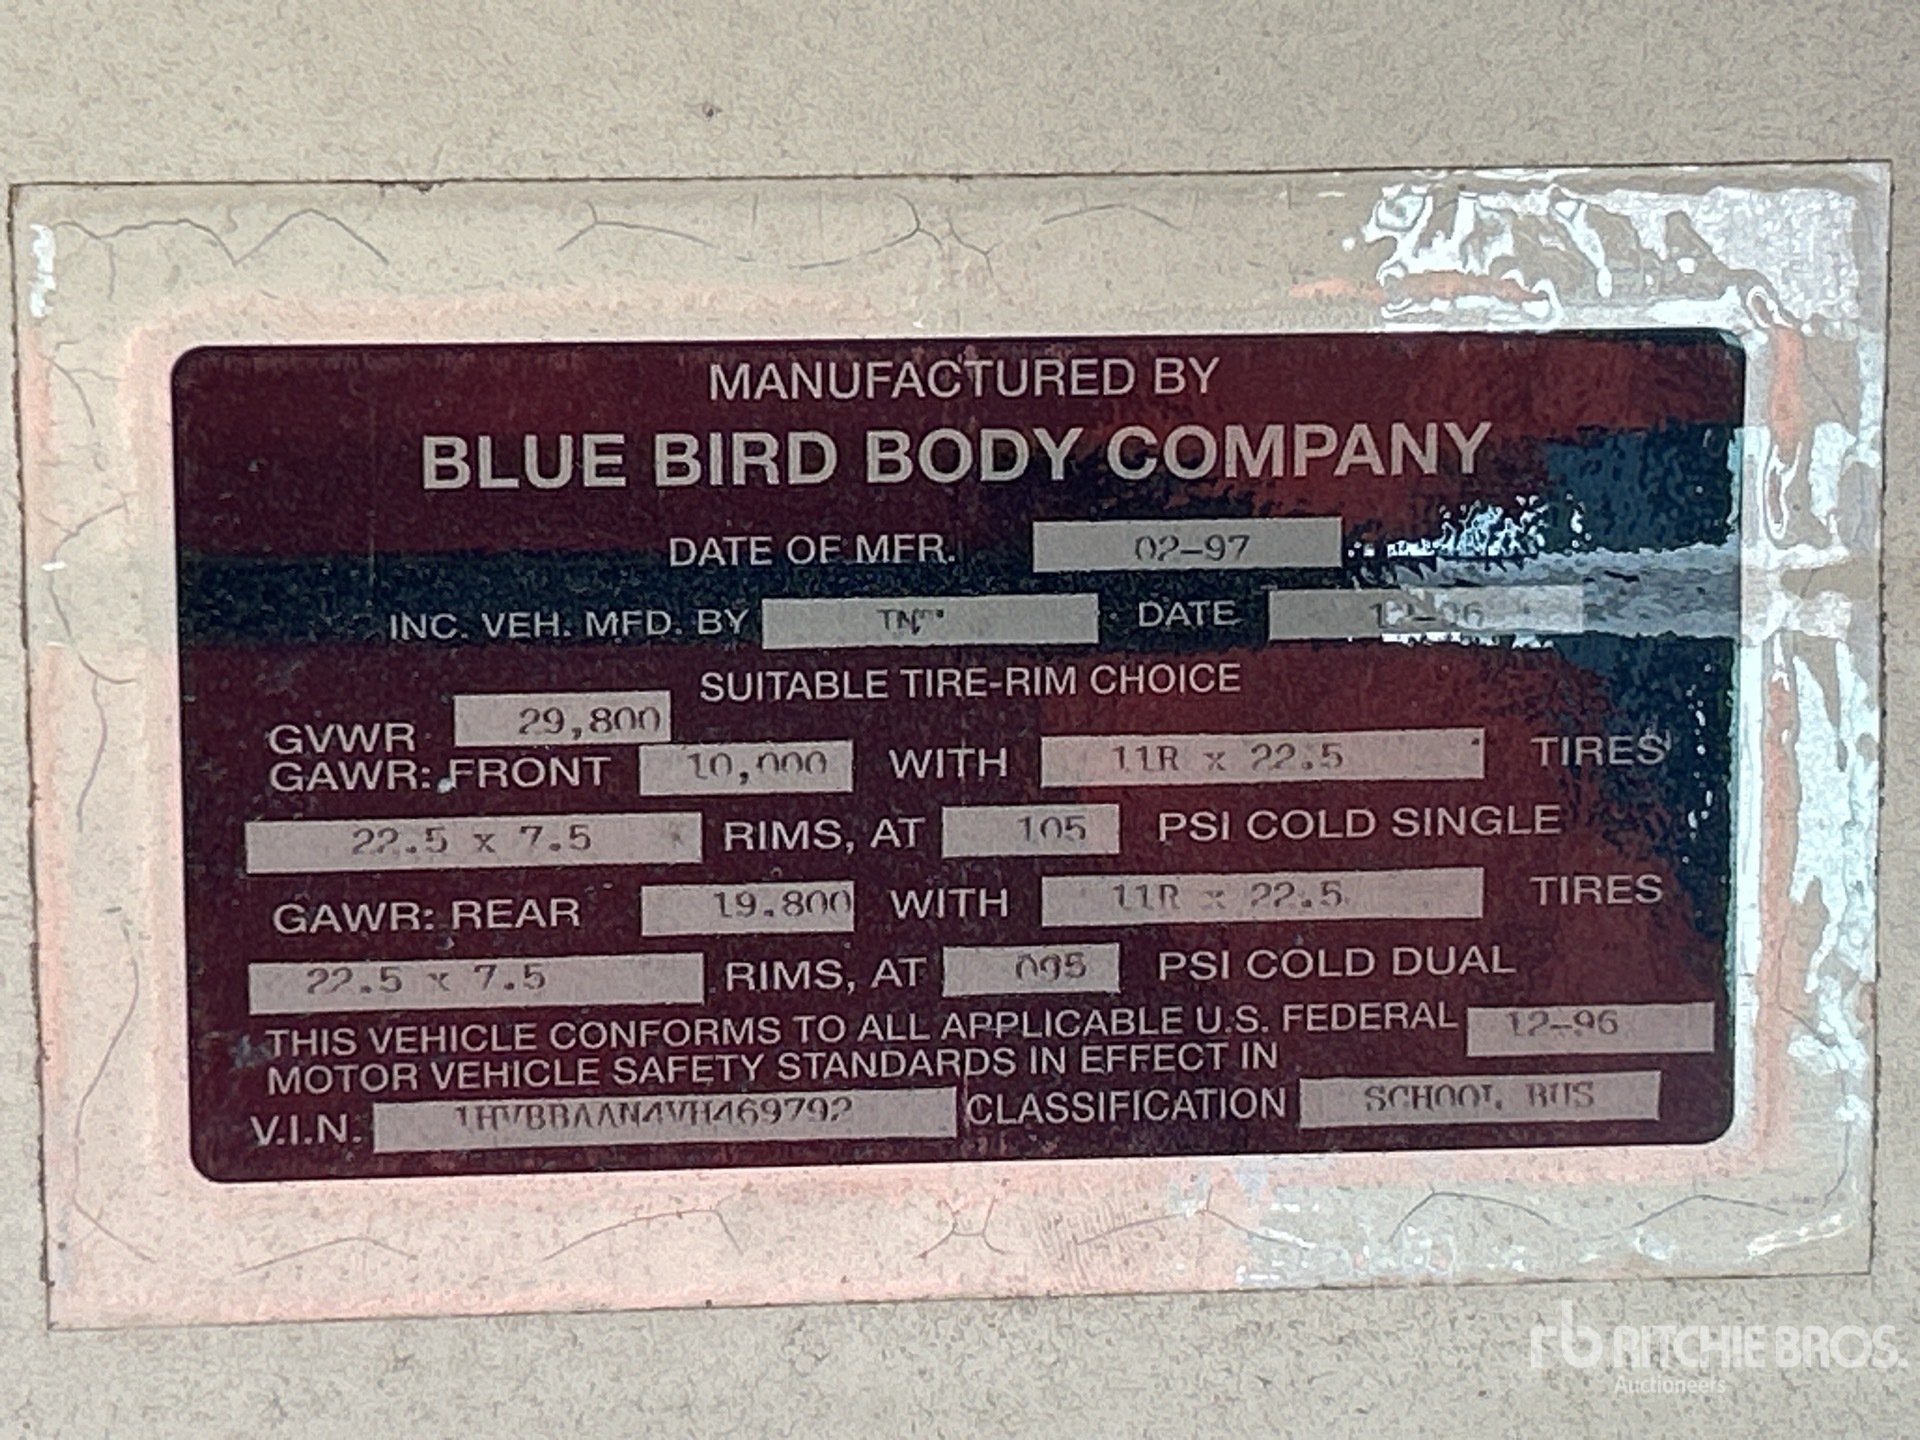 MANUFACTURED BY
BLUE BIRD BODY COMPANY
DATE OF MFR. 02-97
INC. VEH. MFD. BY DATE
SUITABLE TIRE-RIM CHOICE
GVWR 29,800
GAWR: FRONT 10,000 WITH 11R x 22.5 TIRES
22.5 x 7.5 RIMS, AT 105 PSI COLD SINGLE
GAWR: REAR 19.800 WITH 11R x 22.5 TIRES
22.5 x 7.5 RIMS, AT 095 PSI COLD DUAL
THIS VEHICLE CONFORMS TO ALL APPLICABLE U.S. FEDERAL
MOTOR VEHICLE SAFETY STANDARDS IN EFFECT IN 12-96
V.I.N. 1HVBBAAN4VH469792 CLASSIFICATION SCHOOL BUS
rb RITCHIE BROS.
Auctioneers